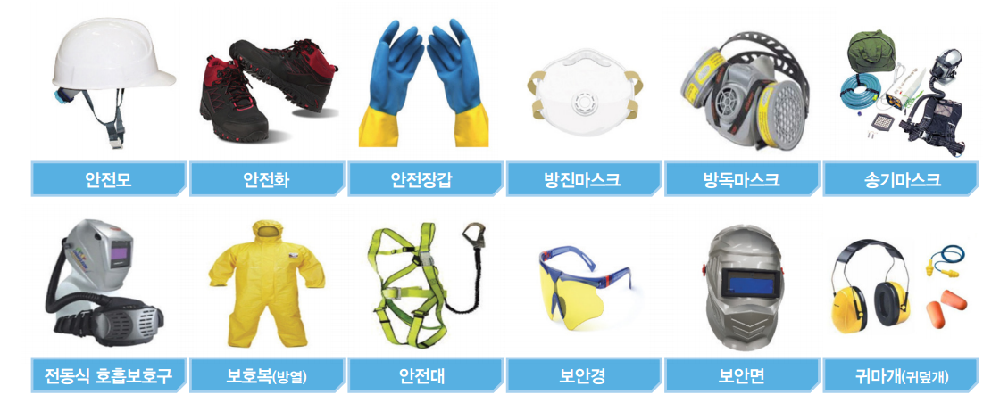 안전모
안전화
안전장갑
방진마스크
방독마스크
송기마스크
전동식 호흡보호구
보호복(방열)
안전대
보안경
보안면
귀마개(귀덮개)